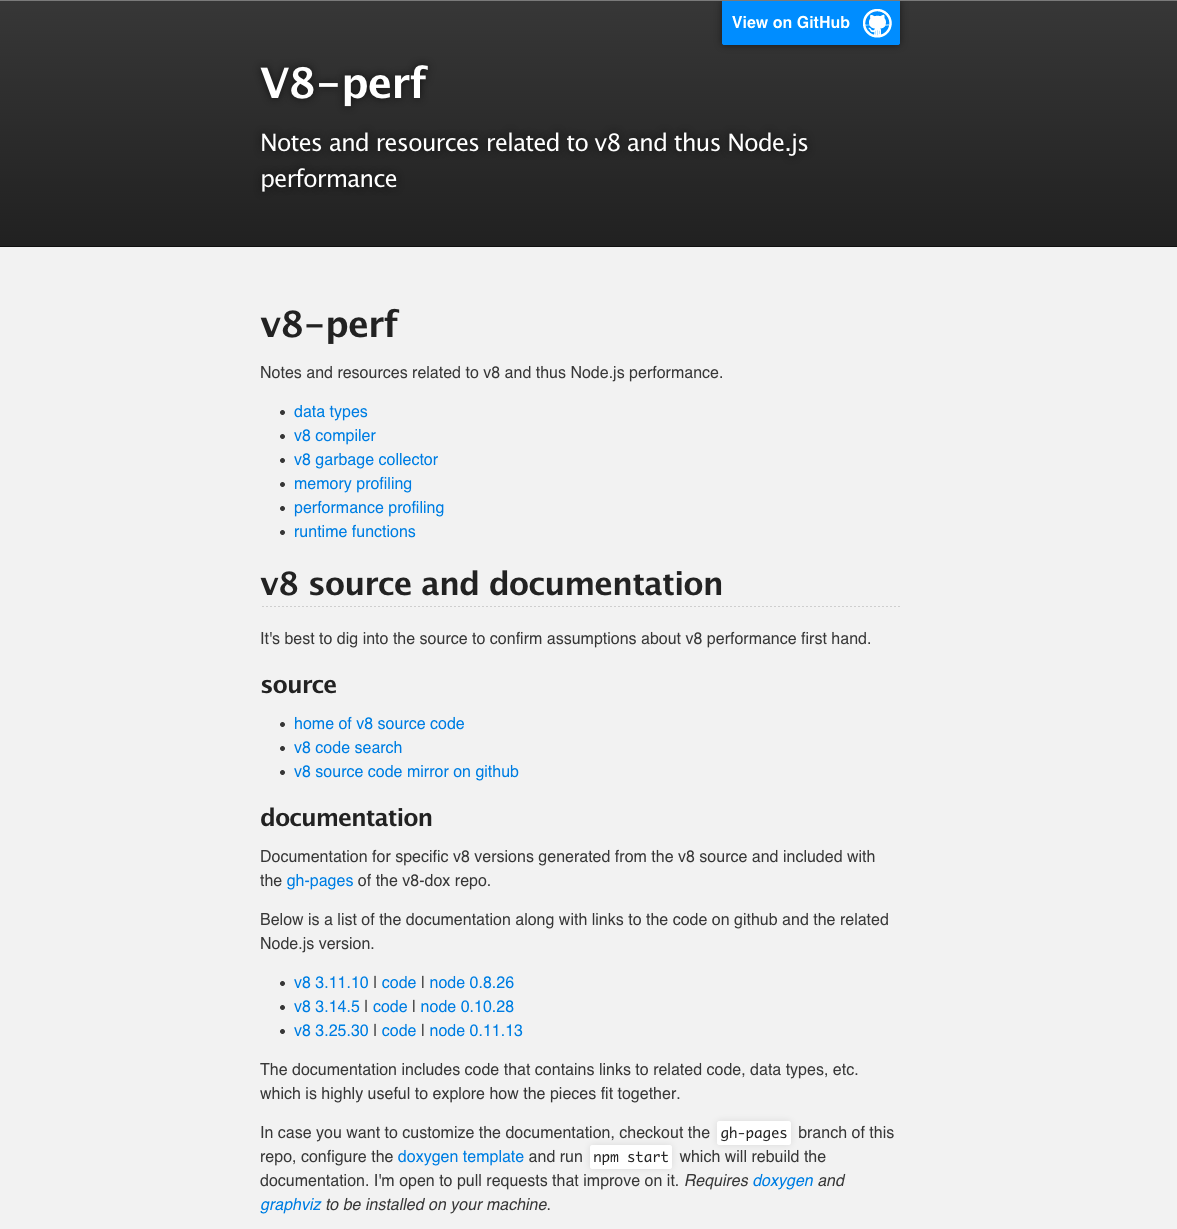 View on GitHub
V8-perf
Notes and resources related to v8 and thus Node.js
performance
v8-perf
Notes and resources related to v8 and thus Node.js performance.
• data types
• v8 compiler
• v8 garbage collector
• memory profiling
• performance profiling
• runtime functions
v8 source and documentation
It's best to dig into the source to confirm assumptions about v8 performance first hand.
source
• home of v8 source code
• v8 code search
• v8 source code mirror on github
documentation
Documentation for specific v8 versions generated from the v8 source and included with
the gh-pages of the v8-dox repo.
Below is a list of the documentation along with links to the code on github and the related
Node.js version.
• v8 3.11.10 | code | node 0.8.26
• v8 3.14.5 | code | node 0.10.28
• v8 3.25.30 | code | node 0.11.13
The documentation includes code that contains links to related code, data types, etc.
which is highly useful to explore how the pieces fit together.
In case you want to customize the documentation, checkout the gh-pages branch of this
repo, configure the doxygen template and run npm start which will rebuild the
documentation. I'm open to pull requests that improve on it. Requires doxygen and
graphviz to be installed on your machine.